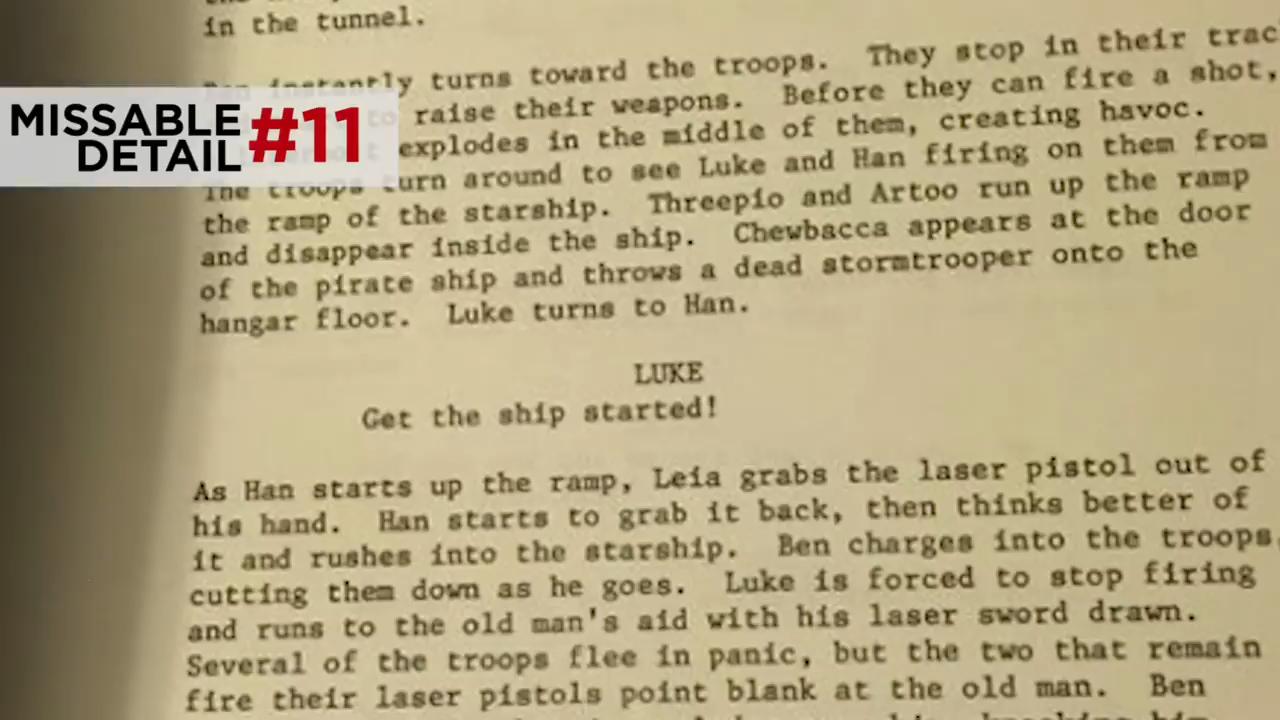 in the tunnel.
MISSABLE
DETAIL #11
instantly turns toward the troops. They stop in their trac
raise their weapons. Before they can fire a shot,
explodes in the middle of them, creating havoc.
The troops turn around to see Luke and Han firing on them from
the ramp of the starship. Threepio and Artoo run up the ramp
and disappear inside the ship. Chewbacca appears at the door
of the pirate ship and throws a dead stormtrooper onto the
hangar floor. Luke turns to Han.
LUKE
Get the ship started!
As Han starts up the ramp, Leia grabs the laser pistol out of
his hand. Han starts to grab it back, then thinks better of
it and rushes into the starship. Ben charges into the troops
cutting them down as he goes. Luke is forced to stop firing
and runs to the old man's aid with his laser sword drawn.
Several of the troops flee in panic, but the two that remain
fire their laser pistols point blank at the old man. Ben